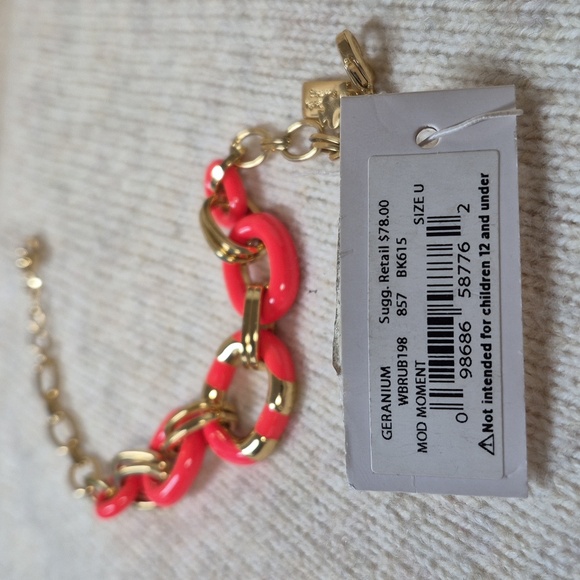 GERANIUM Sugg. Retail $78.00
WBRUB198 857 BK615
MOD MOMENT SIZE U
0 98686 58776 2
⚠Not intended for children 12 and under